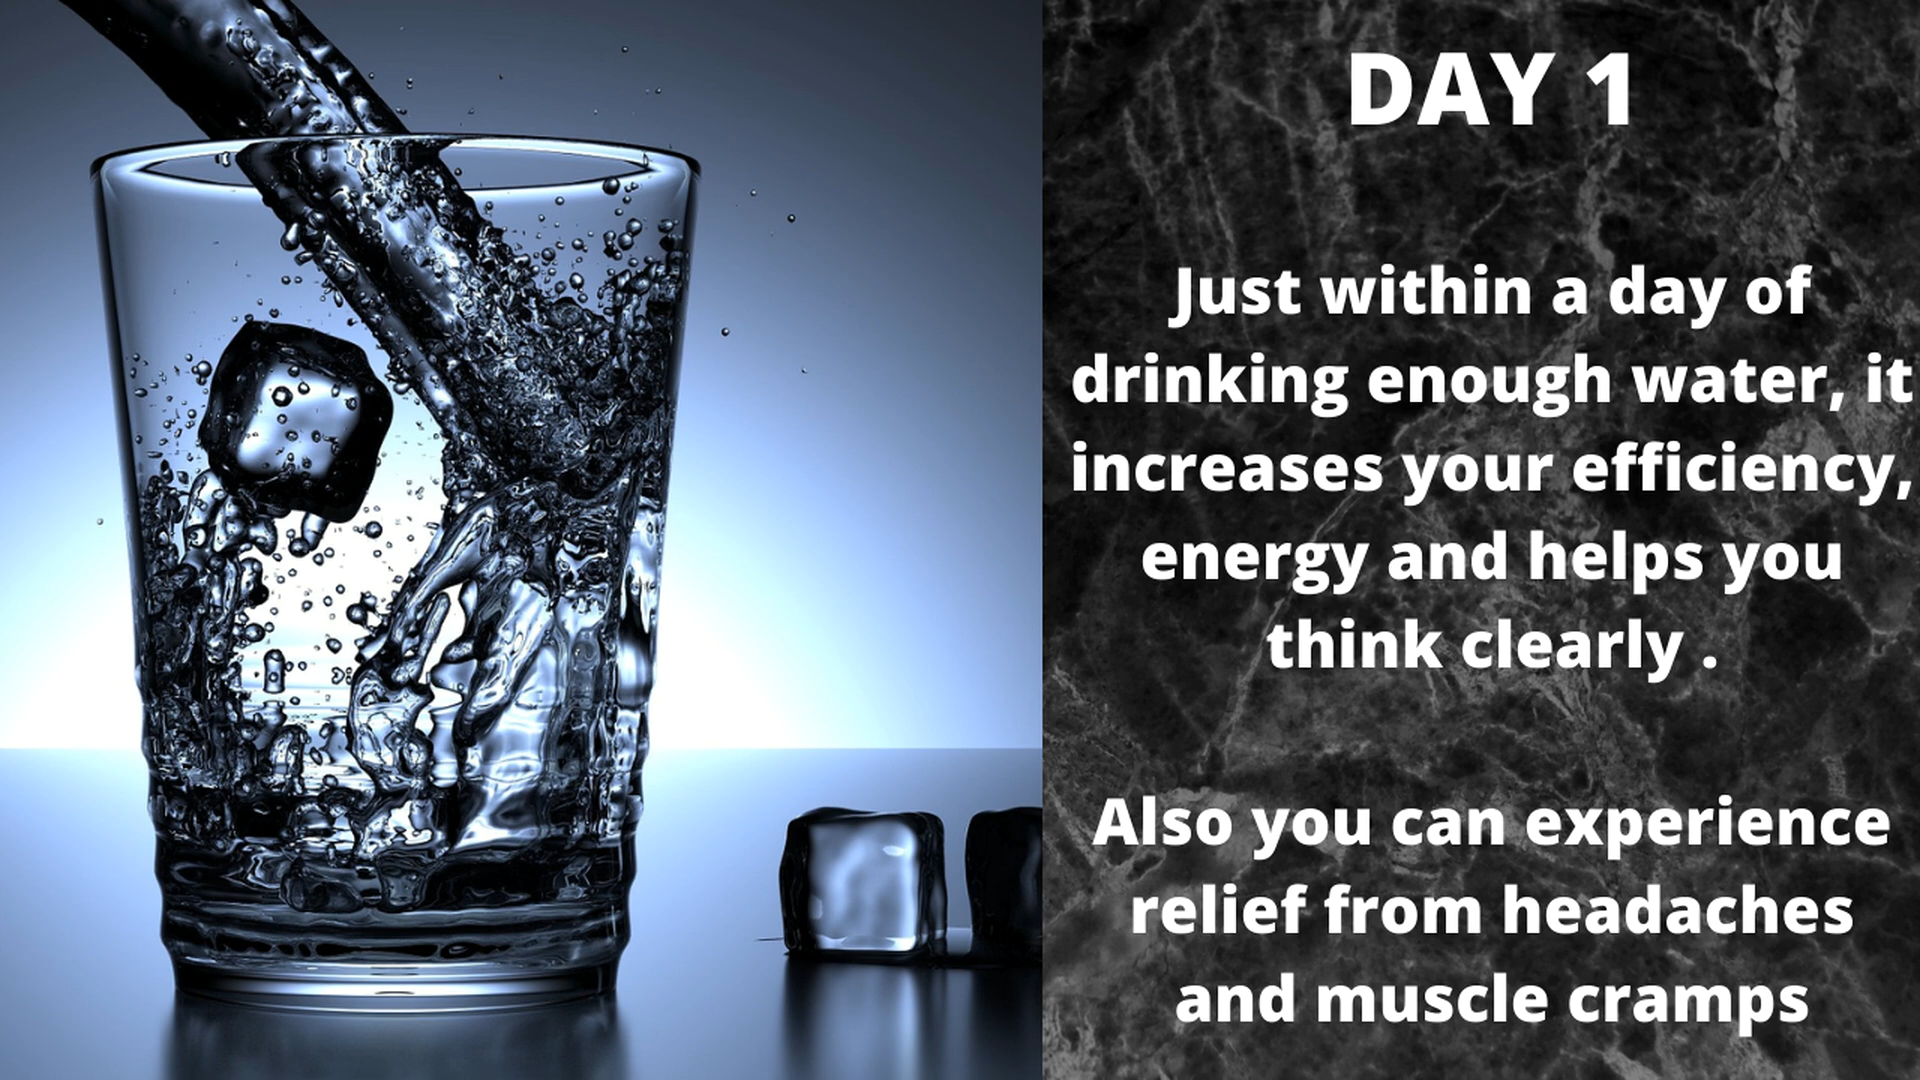 DAY 1
Just within a day of
drinking enough water, it
increases your efficiency,
energy and helps you
think clearly .
Also you can experience
relief from headaches
and muscle cramps